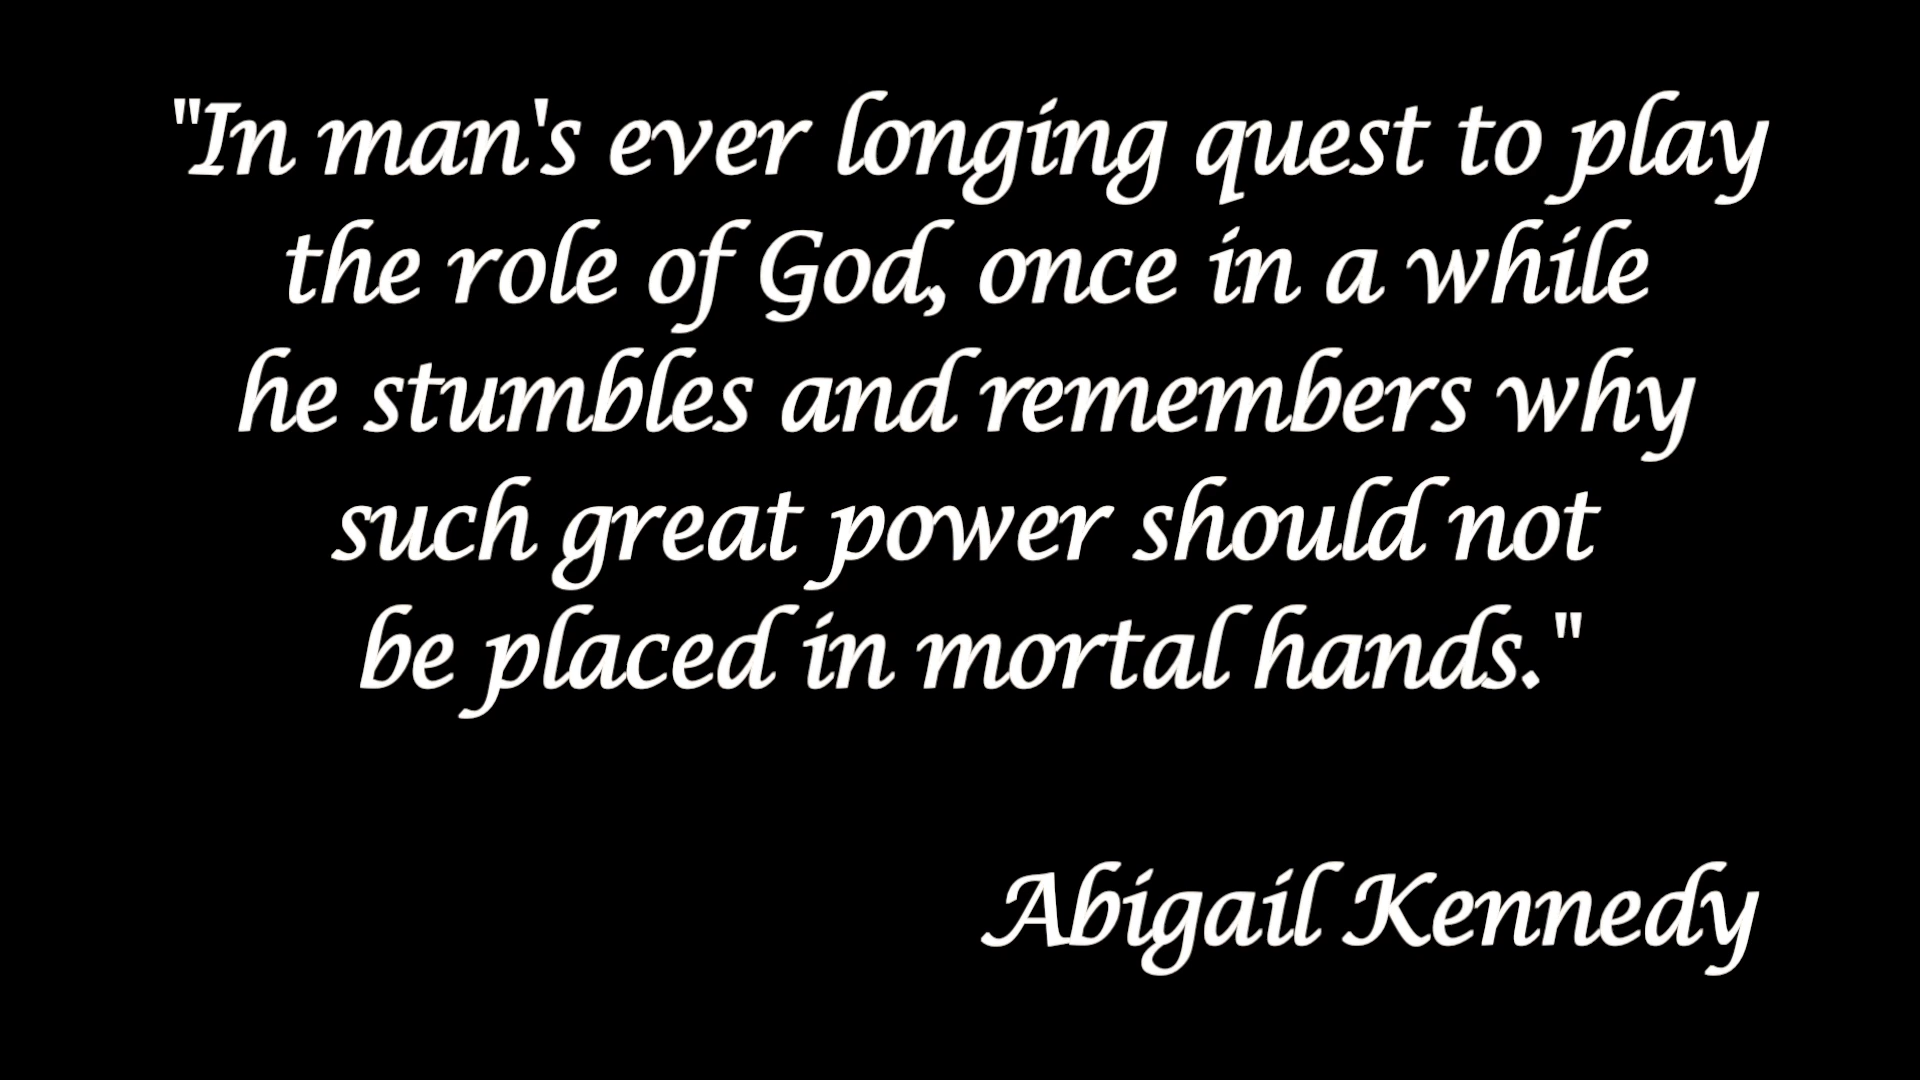 "In man's ever longing quest to play
the role of God, once in a while
he stumbles and remembers why
such great power should not
be placed in mortal hands."
Abigail Kennedy